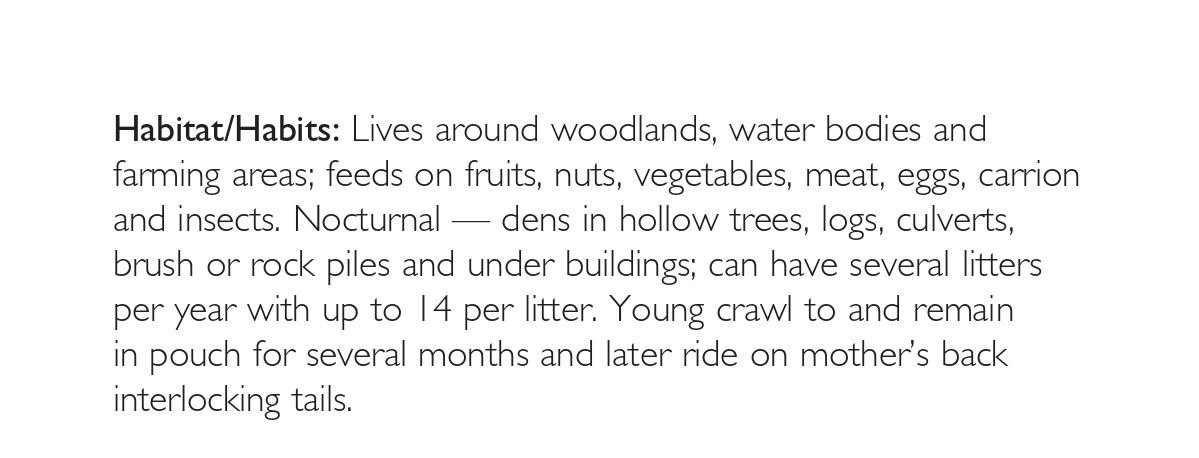 Habitat/Habits: Lives around woodlands, water bodies and
farming areas; feeds on fruits, nuts, vegetables, meat, eggs, carrion
and insects. Nocturnal — dens in hollow trees, logs, culverts,
brush or rock piles and under buildings; can have several litters
per year with up to 14 per litter. Young crawl to and remain
in pouch for several months and later ride on mother’s back
interlocking tails.